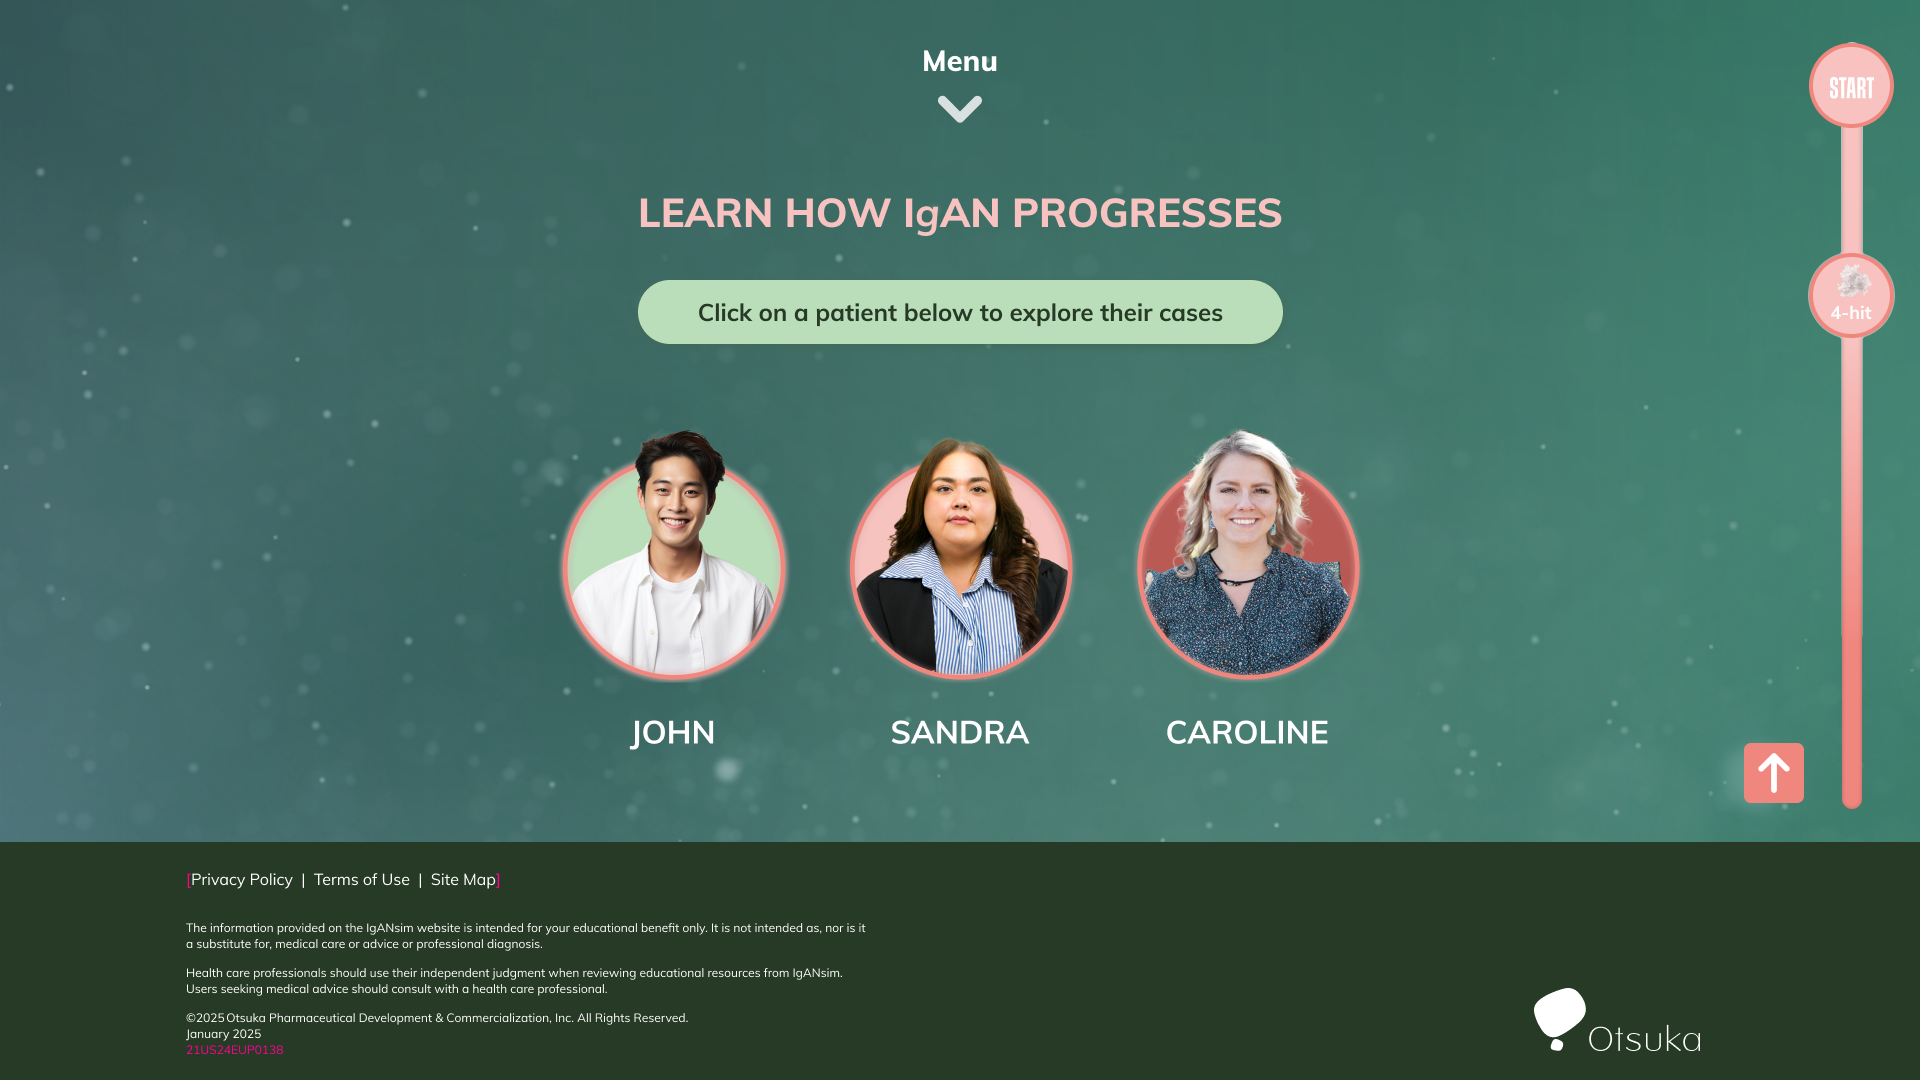 Menu
START
LEARN HOW IgAN PROGRESSES
4-hit
Click on a patient below to explore their cases
JOHN
SANDRA
CAROLINE
[Privacy Policy | Terms of Use | Site Map]
The information provided on the IgANsim website is intended for your educational benefit only. It is not intended as, nor is it
a substitute for, medical care or advice or professional diagnosis.
Health care professionals should use their independent judgment when reviewing educational resources from IgANsim.
Users seeking medical advice should consult with a health care professional.
©2025 Otsuka Pharmaceutical Development & Commercialization, Inc. All Rights Reserved.
January 2025
21US24EUP0138
Otsuka